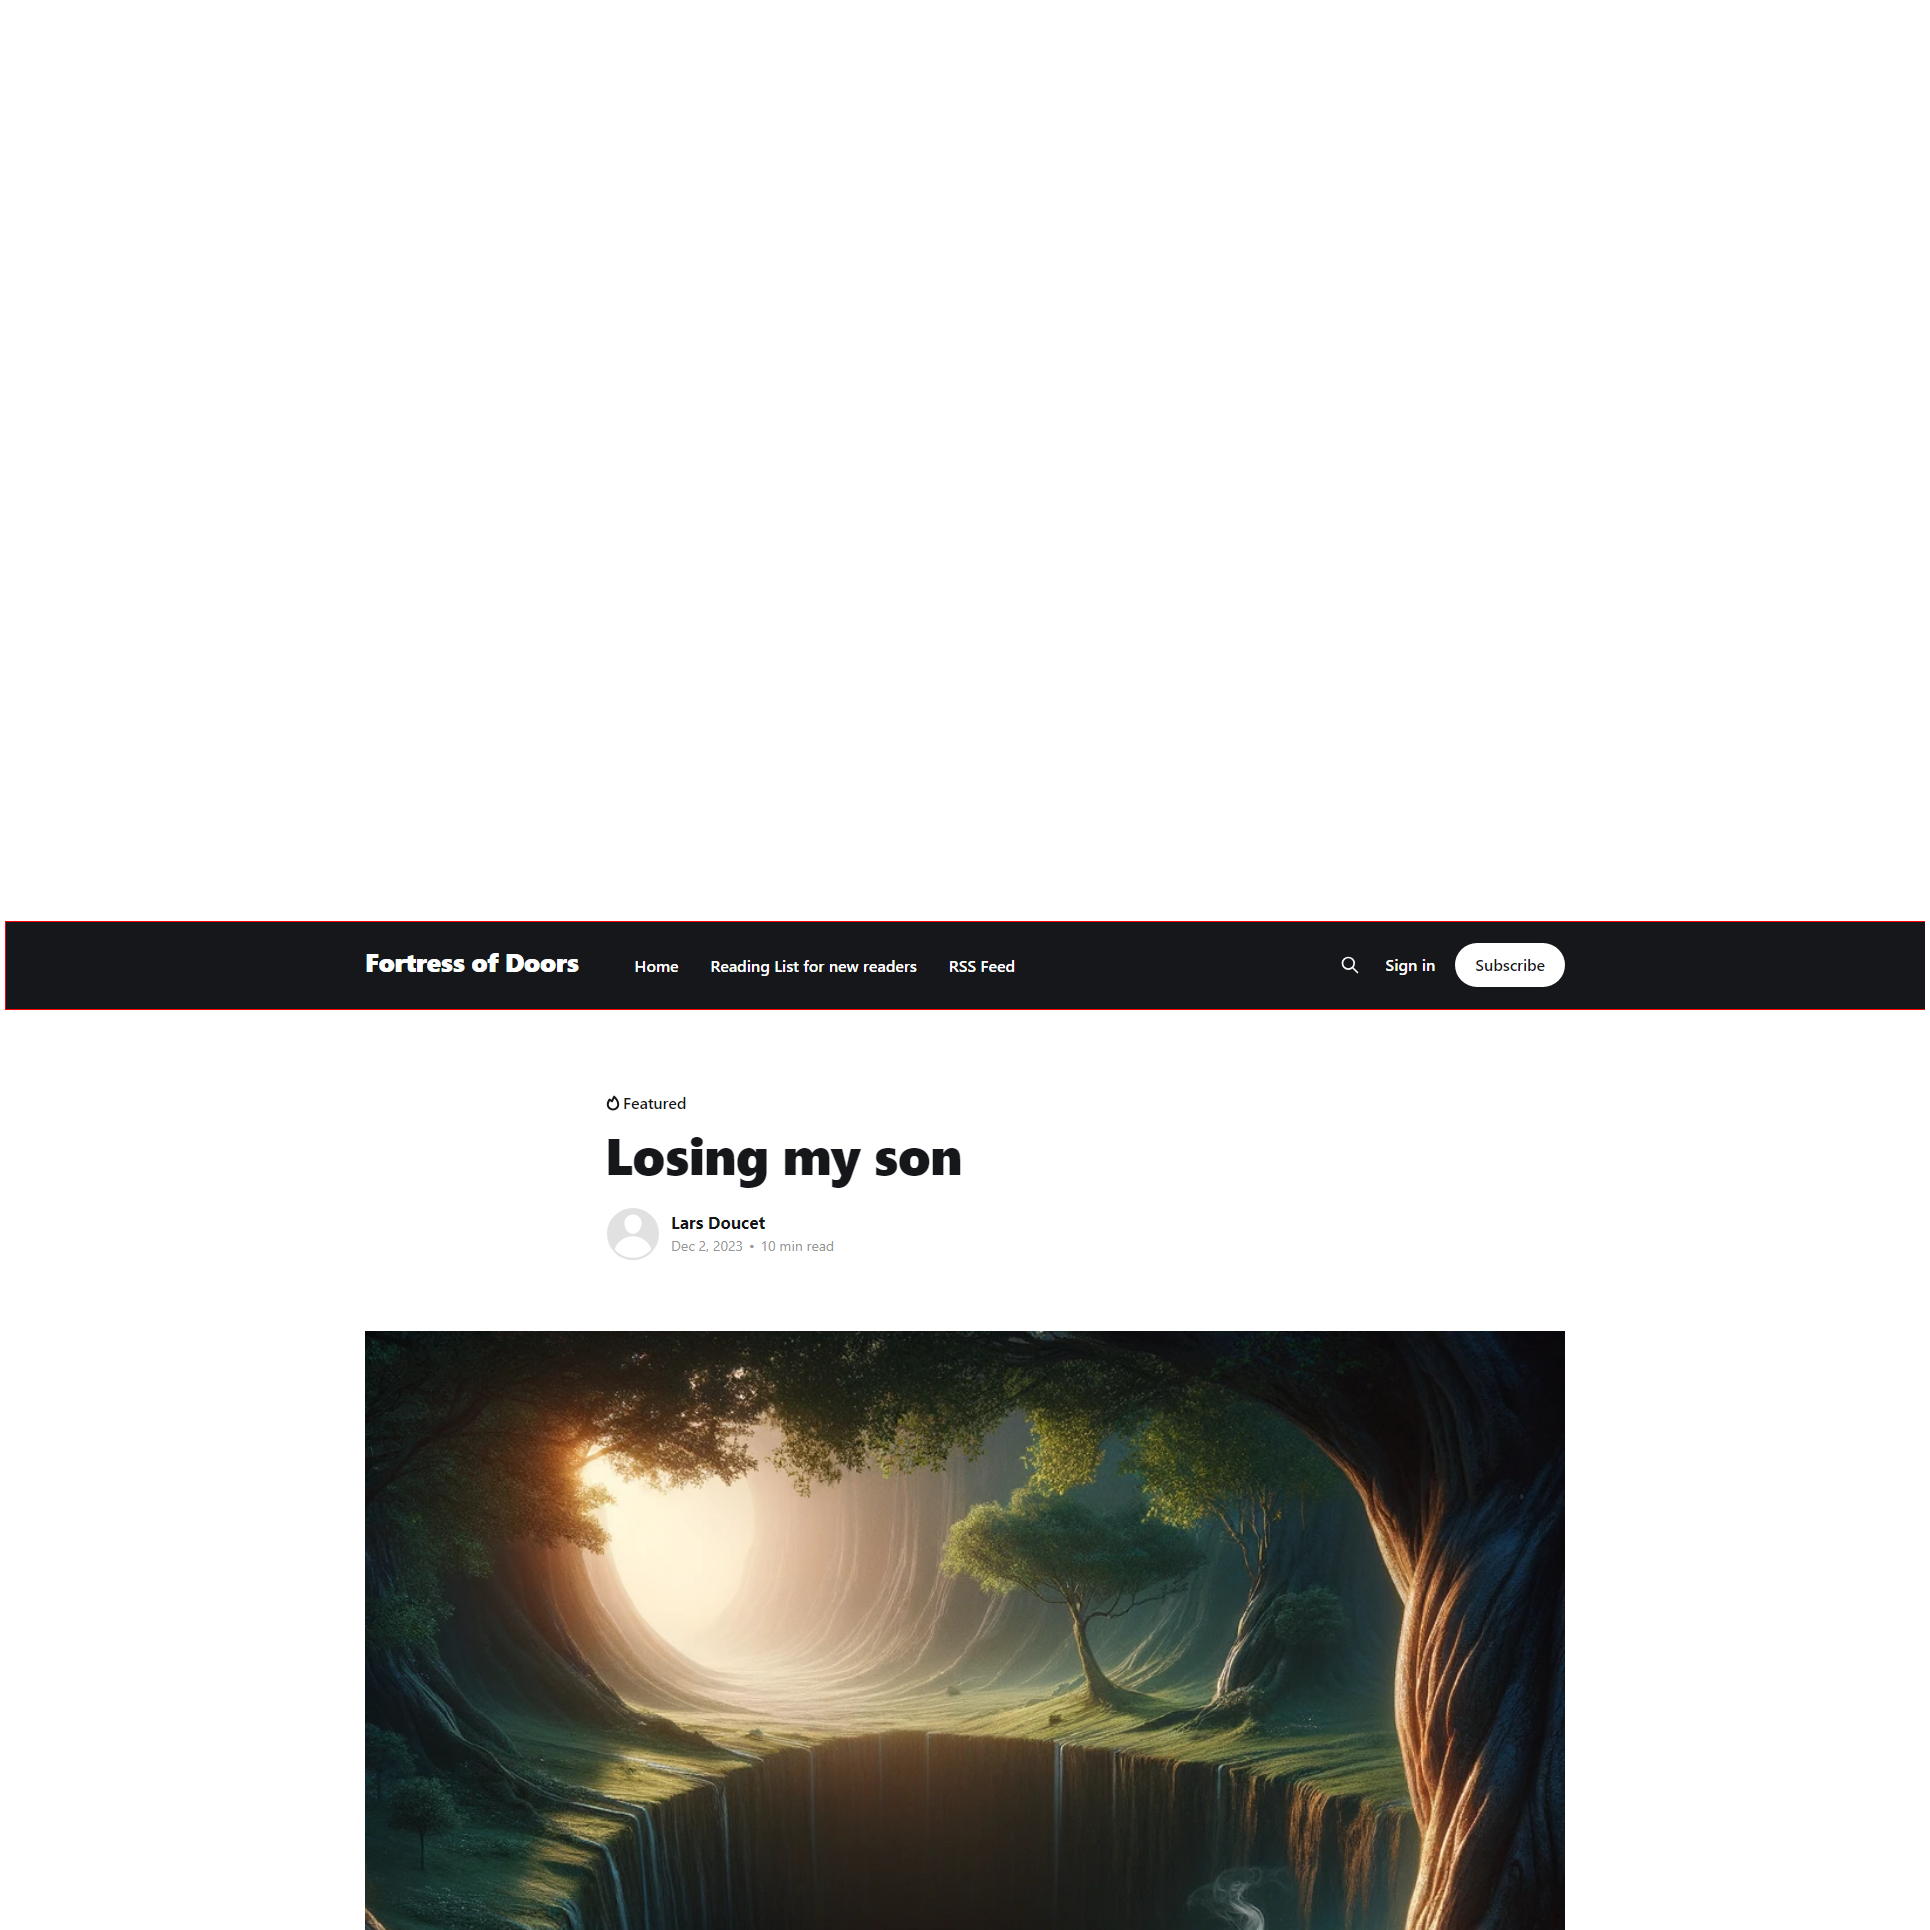 Fortress of Doors Home Reading List for new readers RSS Feed Sign in Subscribe
Featured
Losing my son
Lars Doucet
Dec 2, 2023 • 10 min read